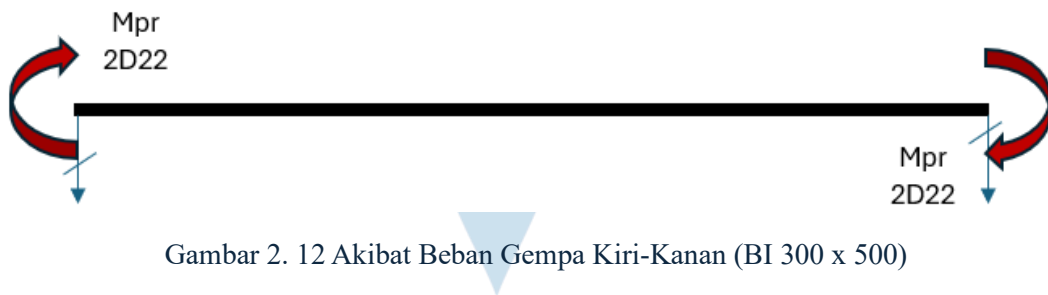 Mpr
2D22
Mpr
2D22
Gambar 2. 12 Akibat Beban Gempa Kiri-Kanan (BI 300 x 500)